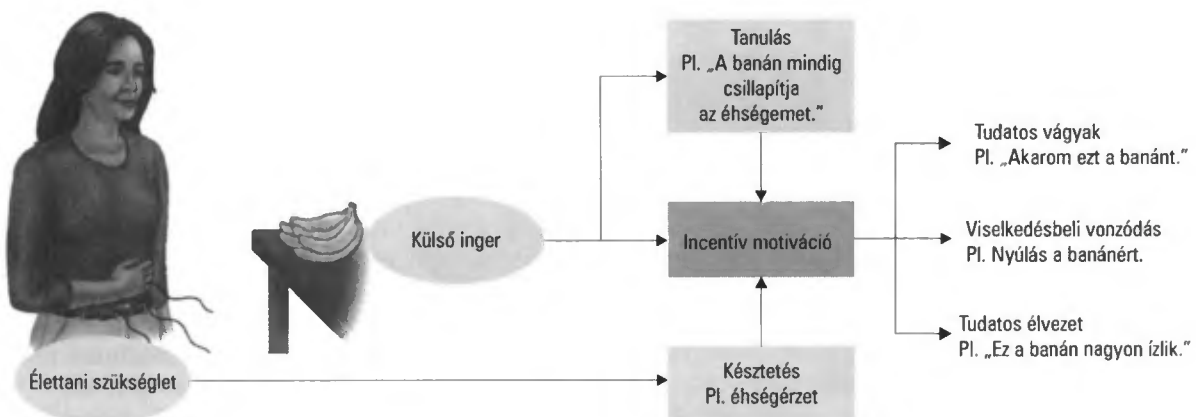 Tanulás
Pl. „A banán mindig
csillapítja
az éhségemet.”
Tudatos vágyak
Pl. „Akarom ezt a banánt.”
Külső inger
Incentív motiváció
Viselkedésbeli vonzódás
Pl. Nyúlás a banánért.
Tudatos élvezet
Pl. „Ez a banán nagyon ízlik.”
Élettani szükséglet
Késztetés
Pl. éhségérzet